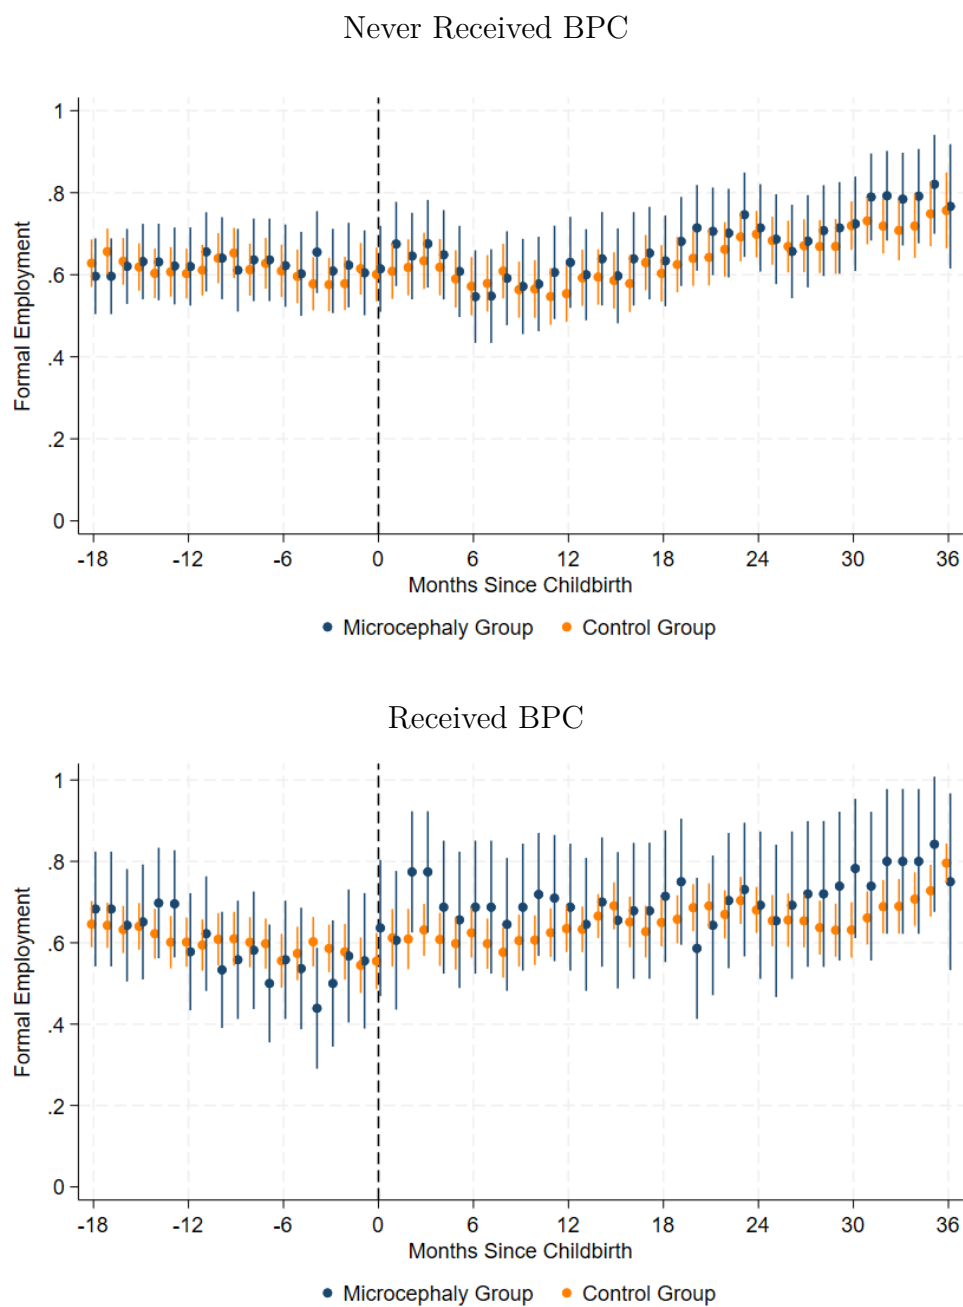 Never Received BPC
1
.8
.6
.4
.2
0
Formal Employment
-18 -12 -6 0 6 12 18 24 30 36
Months Since Childbirth
Microcephaly Group Control Group
Received BPC
1
.8
.6
.4
.2
0
Formal Employment
-18 -12 -6 0 6 12 18 24 30 36
Months Since Childbirth
Microcephaly Group Control Group